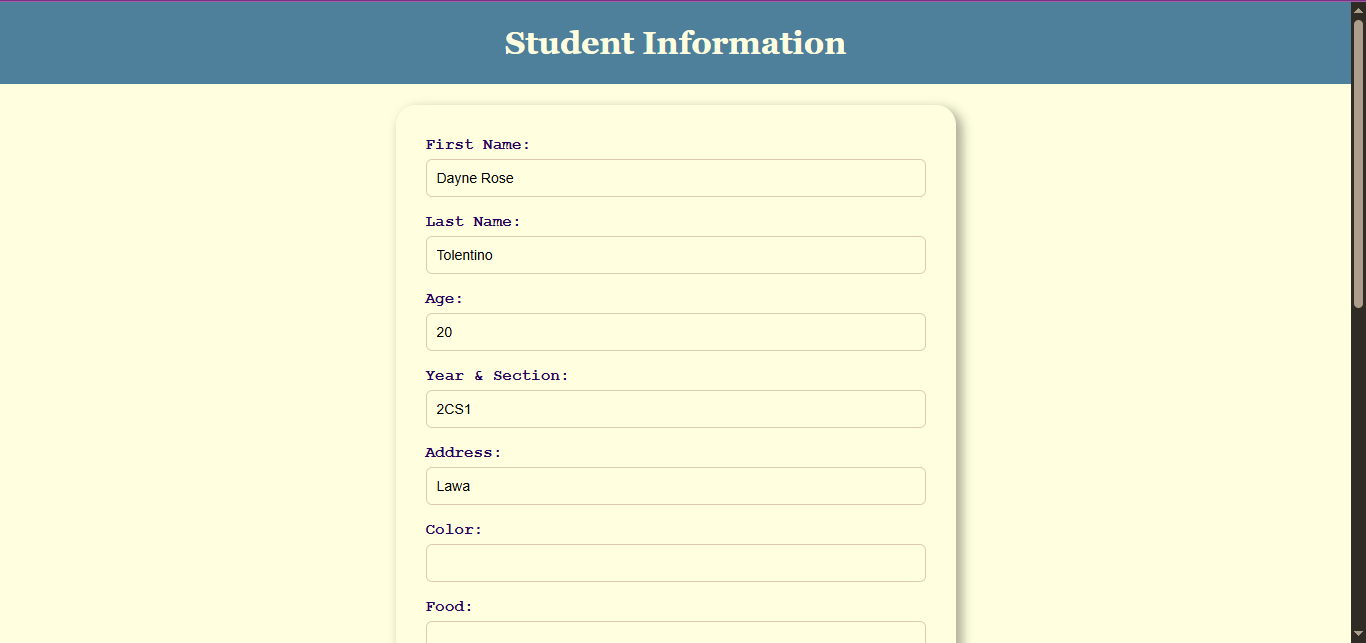 Student Information
First Name:
Dayne Rose
Last Name:
Tolentino
Age:
20
Year & Section:
2CS1
Address:
Lawa
Color:
Food: